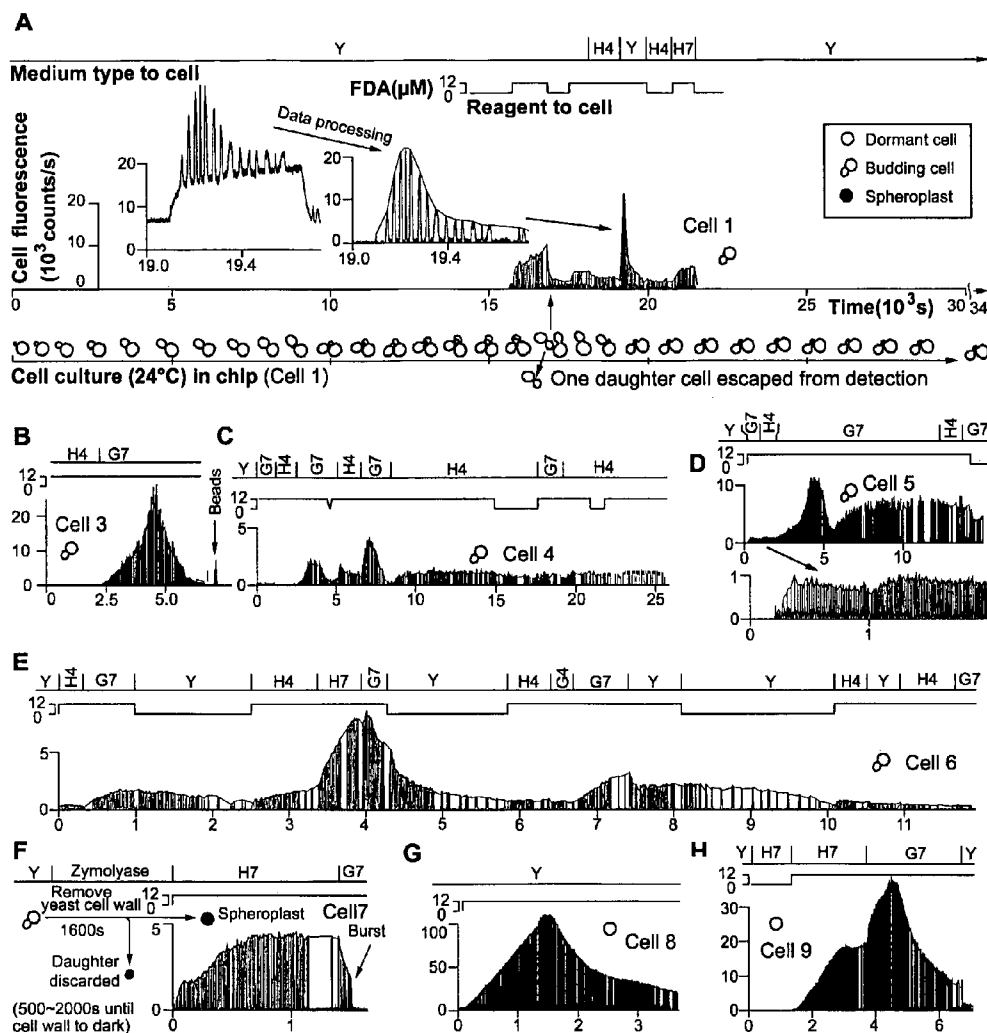 A
Y | H4 | Y | H4 | H7 | Y
Medium type to cell
FDA(µM) 12 0
Reagent to cell
Data processing
Dormant cell
Budding cell
Spheroplast
Cell fluorescence
(10³ counts/s)
20
10
0
20
10
0
19.0 19.4
20
10
0
19.0 19.4
Cell 1
0 5 10 15 20 25 30 34
Time(10³s)
Cell culture (24°C) in chip (Cell 1)
One daughter cell escaped from detection
B
H4 | G7
12
0
20
10
0
Cell 3
Beads
0 2.5 5.0
C
Y | G7 | H4 | G7 | H4 | G7 | H4 | G7 | H4
12
0
5
0
Cell 4
0 5 10 15 20 25
D
Y | G7 | H4 | G7 | H4 | G7
12
0
10
0
Cell 5
5 10
1
0
0 1
E
Y | H4 | G7 | Y | H4 | H7 | G7 | Y | H4 | G4 | G7 | Y | Y | H4 | Y | H4 | G7
12
0
5
0
Cell 6
0 1 2 3 4 5 6 7 8 9 10 11
F
Y | Zymolyase | H7 | G7
Remove
yeast cell wall
12
0
1600s
Spheroplast
Cell7
Burst
Daughter
discarded
(500~2000s until
cell wall to dark)
5
0
0 1
G
Y
12
0
100
50
0
Cell 8
0 1 2 3
H
Y | H7 | H7 | G7 | Y
12
0
30
20
10
0
Cell 9
0 2 4 6